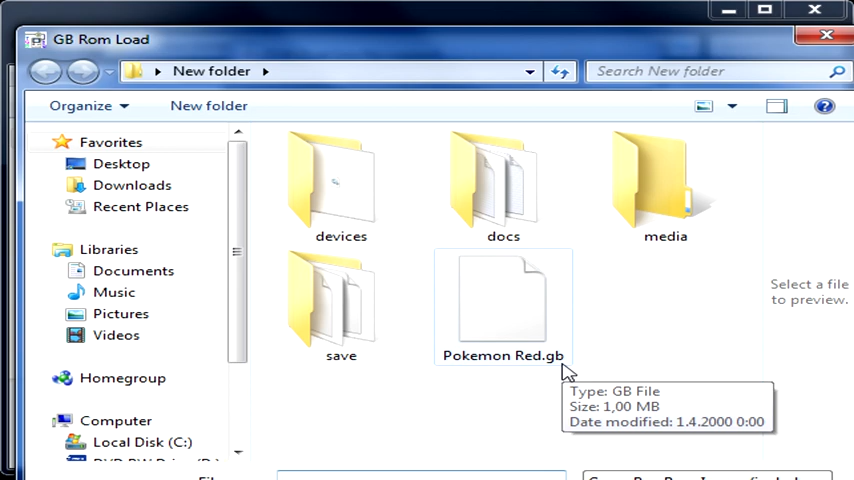 GB Rom Load
New folder
Search New folder
Organize
New folder
Favorites
Desktop
Downloads
Recent Places
Libraries
Documents
Music
Pictures
Videos
Homegroup
Computer
Local Disk (C:)
devices
docs
media
save
Pokemon Red.gb
Type: GB File
Size: 1,00 MB
Date modified: 1.4.2000 0:00
Select a file
to preview.